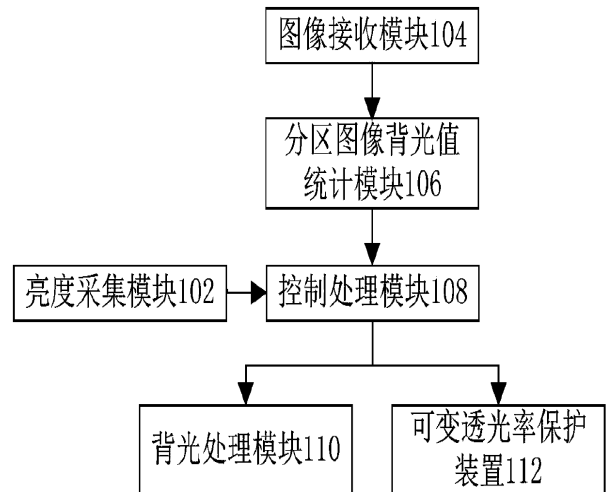 图像接收模块104
分区图像背光值
统计模块106
亮度采集模块102
控制处理模块108
背光处理模块110
可变透光率保护
装置112